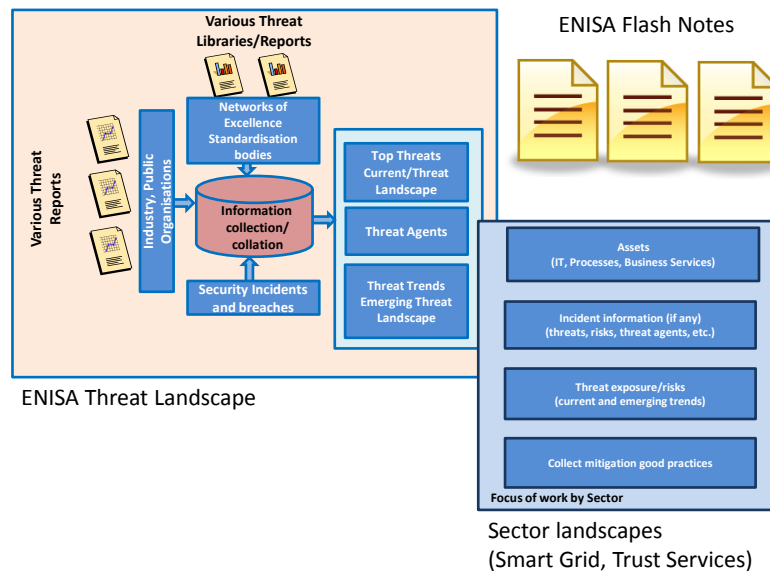 Various Threat
Libraries/Reports
ENISA Flash Notes
Networks of
Excellence
Standardisation
bodies
Various Threat
Reports
Industry, Public
Organisations
Information
collection/
collation
Security Incidents
and breaches
Top Threats
Current/Threat
Landscape
Threat Agents
Threat Trends
Emerging Threat
Landscape
ENISA Threat Landscape
Assets
(IT, Processes, Business Services)
Incident information (if any)
(threats, risks, threat agents, etc.)
Threat exposure/risks
(current and emerging trends)
Collect mitigation good practices
Focus of work by Sector
Sector landscapes
(Smart Grid, Trust Services)